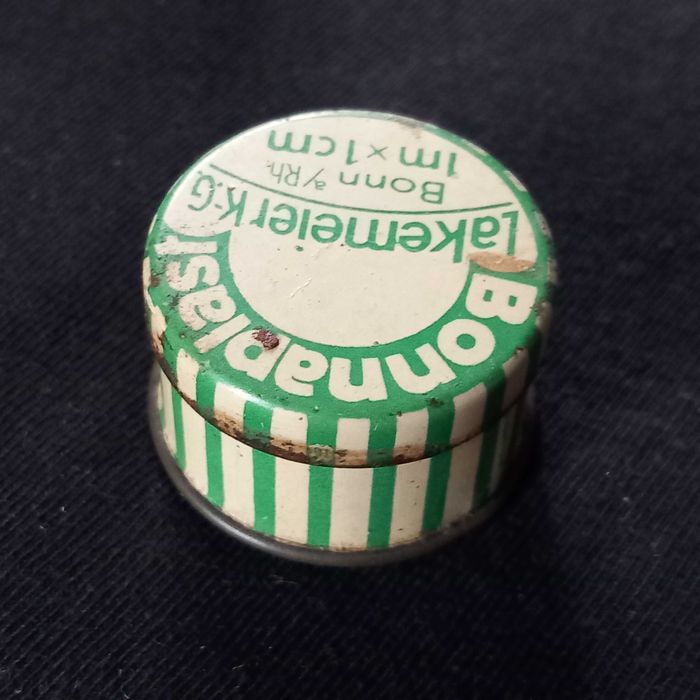 Bonnaplast
Lakemeier K.G.
Bonn a/Rh.
1m × 1cm